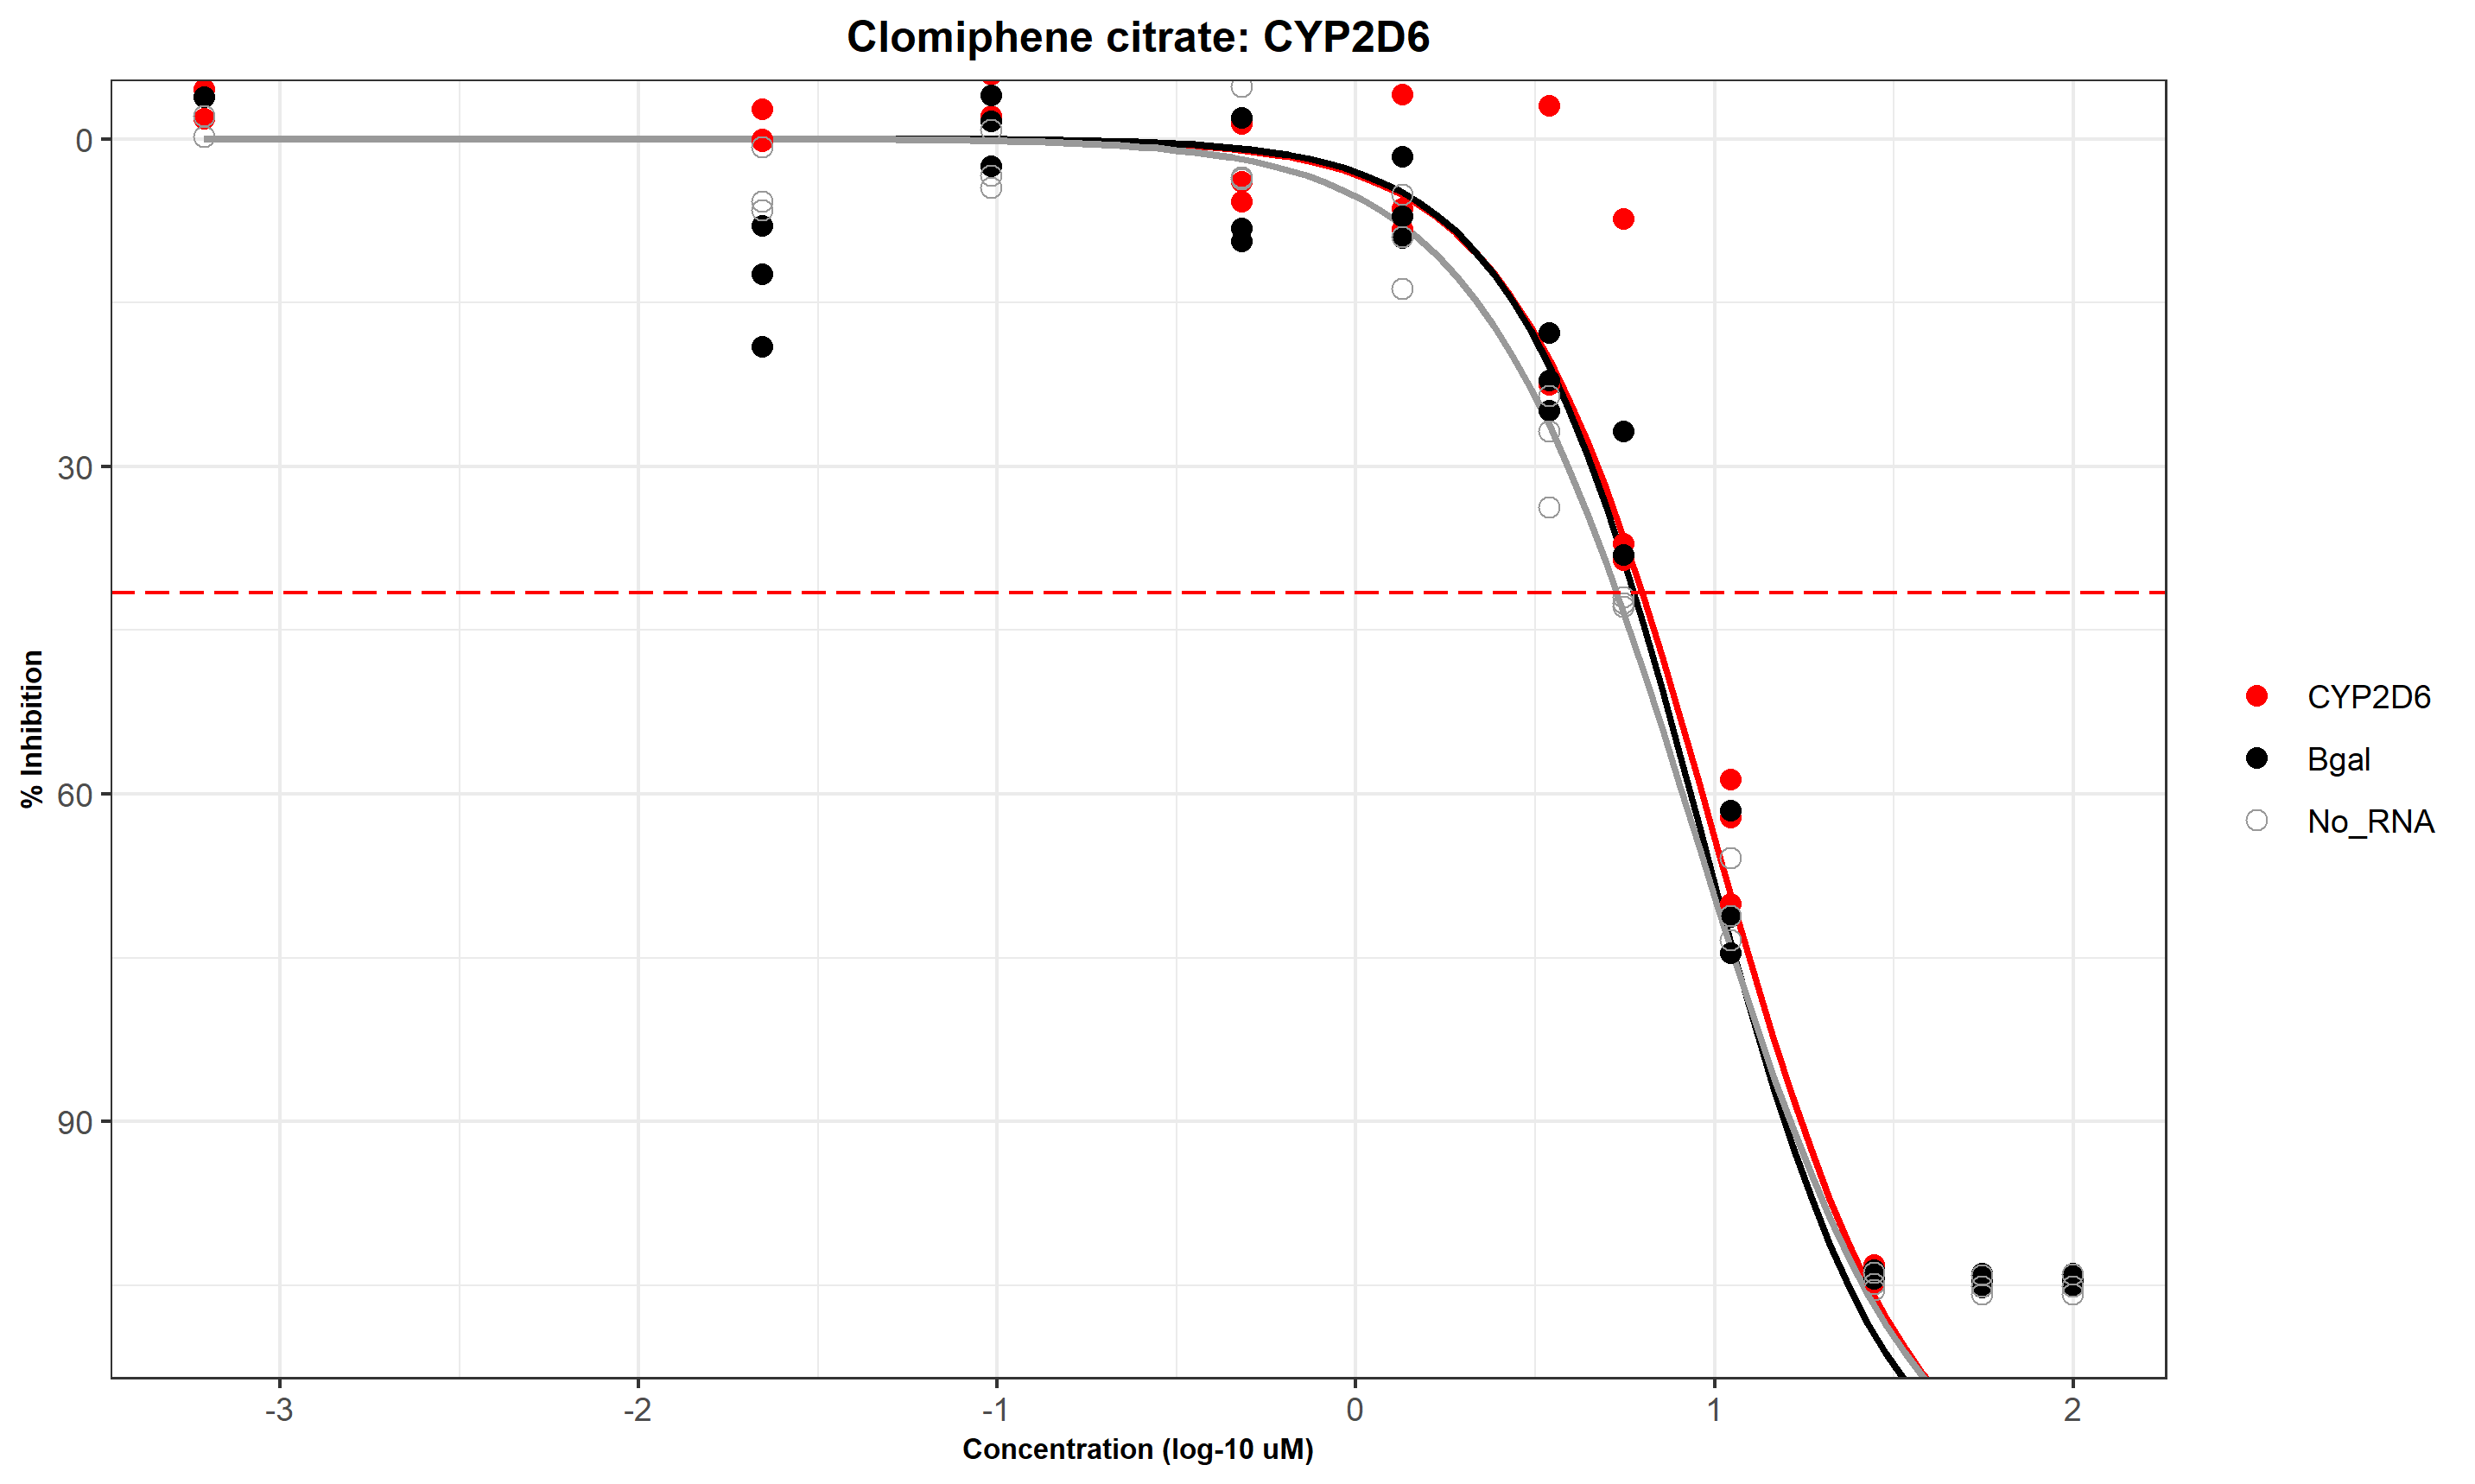 Clomiphene citrate: CYP2D6
% Inhibition
0
30
60
90
-3
-2
-1
0
1
2
Concentration (log-10 uM)
CYP2D6
Bgal
No_RNA